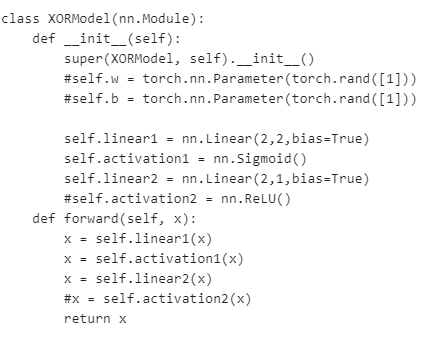 class XORModel(nn.Module):
    def __init__(self):
        super(XORModel, self).__init__()
        #self.w = torch.nn.Parameter(torch.rand([1]))
        #self.b = torch.nn.Parameter(torch.rand([1]))

        self.linear1 = nn.Linear(2,2,bias=True)
        self.activation1 = nn.Sigmoid()
        self.linear2 = nn.Linear(2,1,bias=True)
        #self.activation2 = nn.ReLU()
    def forward(self, x):
        x = self.linear1(x)
        x = self.activation1(x)
        x = self.linear2(x)
        #x = self.activation2(x)
        return x